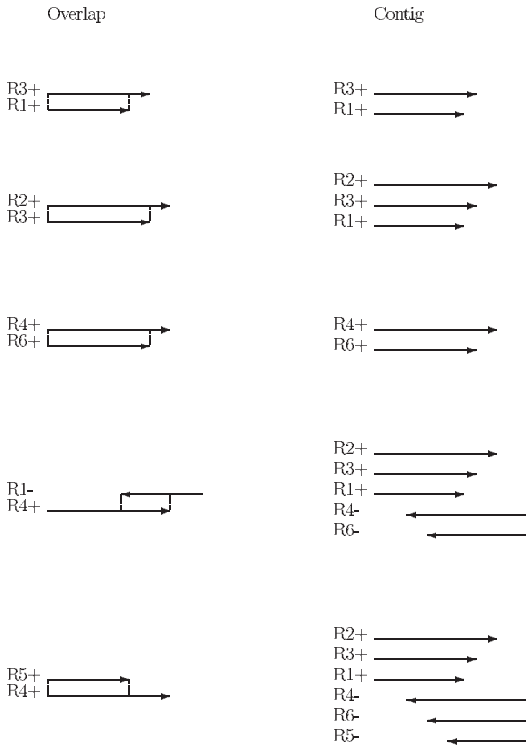 Overlap Contig
R3+ R3+
R1+ R1+
R2+
R2+ R3+
R3+ R1+
R4+ R4+
R6+ R6+
R2+
R3+
R1- R1+
R4+ R4-
R6-
R2+
R3+
R5+ R1+
R4+ R4-
R6-
R5-